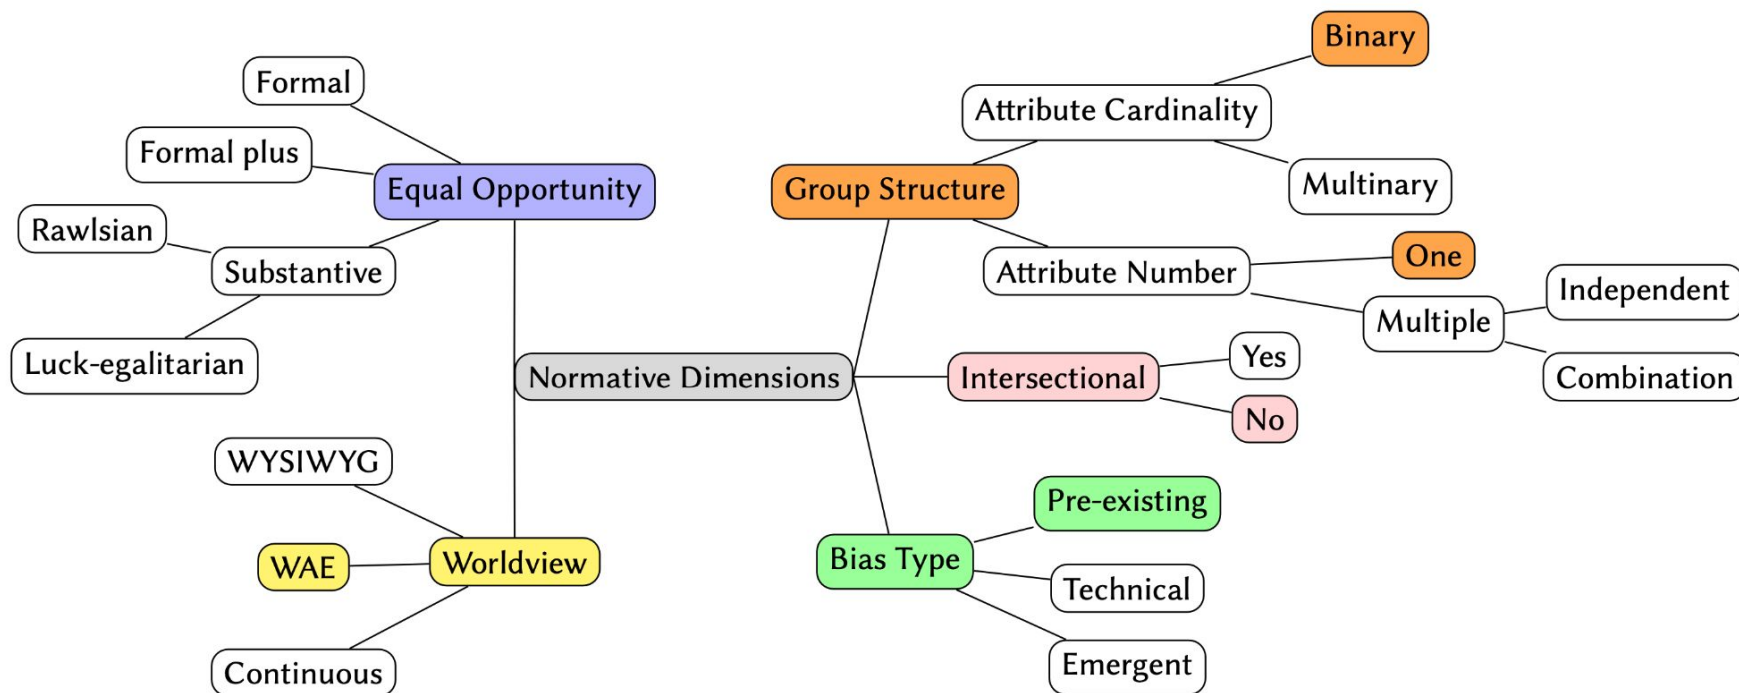 Binary
Formal
Attribute Cardinality
Formal plus
Multinary
Equal Opportunity
Group Structure
Rawlsian
One
Substantive
Attribute Number
Independent
Multiple
Yes
Luck-egalitarian
Normative Dimensions
Intersectional
Combination
No
WYSIWYG
Pre-existing
WAE
Worldview
Bias Type
Technical
Continuous
Emergent